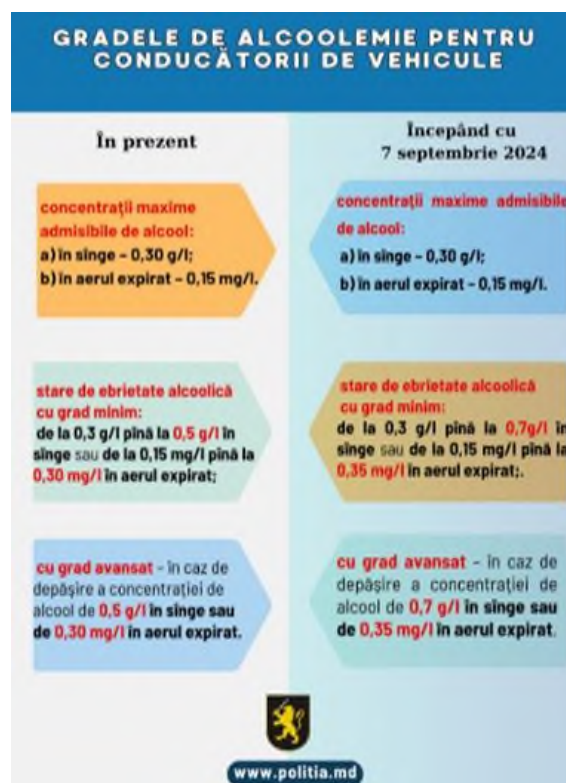 GRADELE DE ALCOOLEMIE PENTRU
CONDUCĂTORII DE VEHICULE
În prezent
concentrații maxime
admisibile de alcool:
a) în sînge – 0,30 g/l;
b) în aerul expirat – 0,15 mg/l.
stare de ebrietate alcoolică
cu grad minim:
de la 0,3 g/l pînă la 0,5 g/l în
sînge sau de la 0,15 mg/l pînă la
0,30 mg/l în aerul expirat;
cu grad avansat - în caz de
depășire a concentrației de
alcool de 0,5 g/l în sînge sau
de 0,30 mg/l în aerul expirat.
Începând cu
7 septembrie 2024
concentrații maxime admisibile
de alcool:
a) în sînge – 0,30 g/l;
b) în aerul expirat – 0,15 mg/l.
stare de ebrietate alcoolică
cu grad minim:
de la 0,3 g/l pînă la 0,7g/l în
sînge sau de la 0,15 mg/l pînă la
0,35 mg/l în aerul expirat;.
cu grad avansat - în caz de
depășire a concentrației de
alcool de 0,7 g/l în sînge sau
de 0,35 mg/l în aerul expirat.
www.politia.md